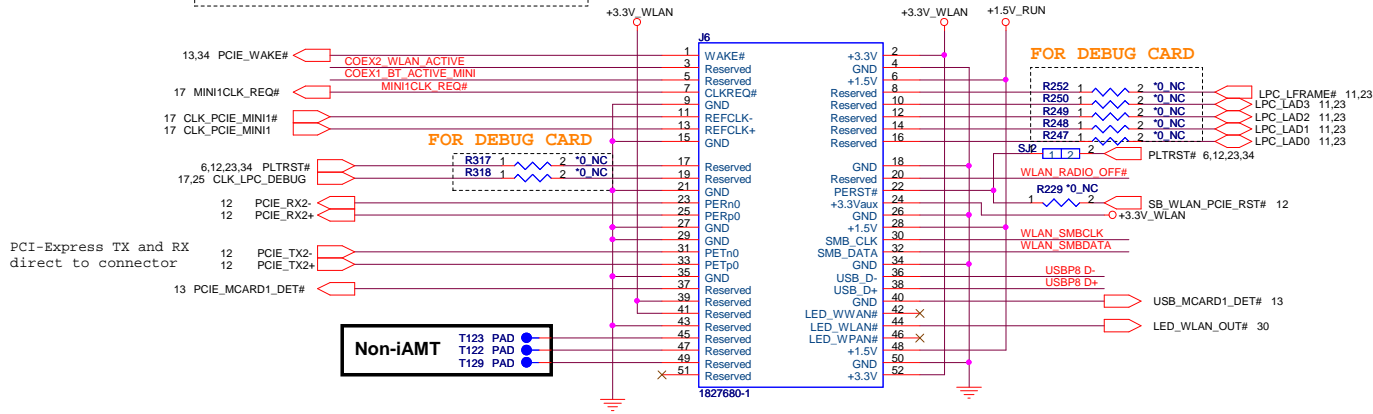 +3.3V_WLAN
+3.3V_WLAN
+1.5V_RUN
J6
FOR DEBUG CARD
13,34 PCIE_WAKE# 1 WAKE# +3.3V 2
COEX2_WLAN_ACTIVE 3 Reserved GND 4
COEX1_BT_ACTIVE_MINI 5 Reserved +1.5V 6
17 MINI1CLK_REQ# MINI1CLK_REQ# 7 CLKREQ# Reserved 8 R252 1 2 *0_NC LPC_LFRAME# 11,23
9 GND Reserved 10 R250 1 2 *0_NC LPC_LAD3 11,23
17 CLK_PCIE_MINI1# 11 REFCLK- Reserved 12 R249 1 2 *0_NC LPC_LAD2 11,23
17 CLK_PCIE_MINI1 13 REFCLK+ Reserved 14 R248 1 2 *0_NC LPC_LAD1 11,23
15 GND Reserved 16 R247 1 2 *0_NC LPC_LAD0 11,23
FOR DEBUG CARD
SJ2 1 2 2 PLTRST# 6,12,23,34
6,12,23,34 PLTRST# R317 1 2 *0_NC 17 Reserved GND 18
17,25 CLK_LPC_DEBUG R318 1 2 *0_NC 19 Reserved Reserved 20 WLAN_RADIO_OFF#
21 GND PERST# 22
12 PCIE_RX2- 23 PERn0 +3.3Vaux 24 1 R229 *0_NC 2 SB_WLAN_PCIE_RST# 12
12 PCIE_RX2+ 25 PERp0 GND 26 +3.3V_WLAN
27 GND +1.5V 28
29 GND SMB_CLK 30 WLAN_SMBCLK
12 PCIE_TX2- 31 PETn0 SMB_DATA 32 WLAN_SMBDATA
12 PCIE_TX2+ 33 PETp0 GND 34
PCI-Express TX and RX
direct to connector
35 GND USB_D- 36 USBP8 D-
13 PCIE_MCARD1_DET# 37 Reserved USB_D+ 38 USBP8 D+
39 Reserved GND 40 USB_MCARD1_DET# 13
41 Reserved LED_WWAN# 42
43 Reserved LED_WLAN# 44 LED_WLAN_OUT# 30
Non-iAMT
T123 PAD 45 Reserved LED_WPAN# 46
T122 PAD 47 Reserved +1.5V 48
T129 PAD 49 Reserved GND 50
51 Reserved +3.3V 52
1827680-1